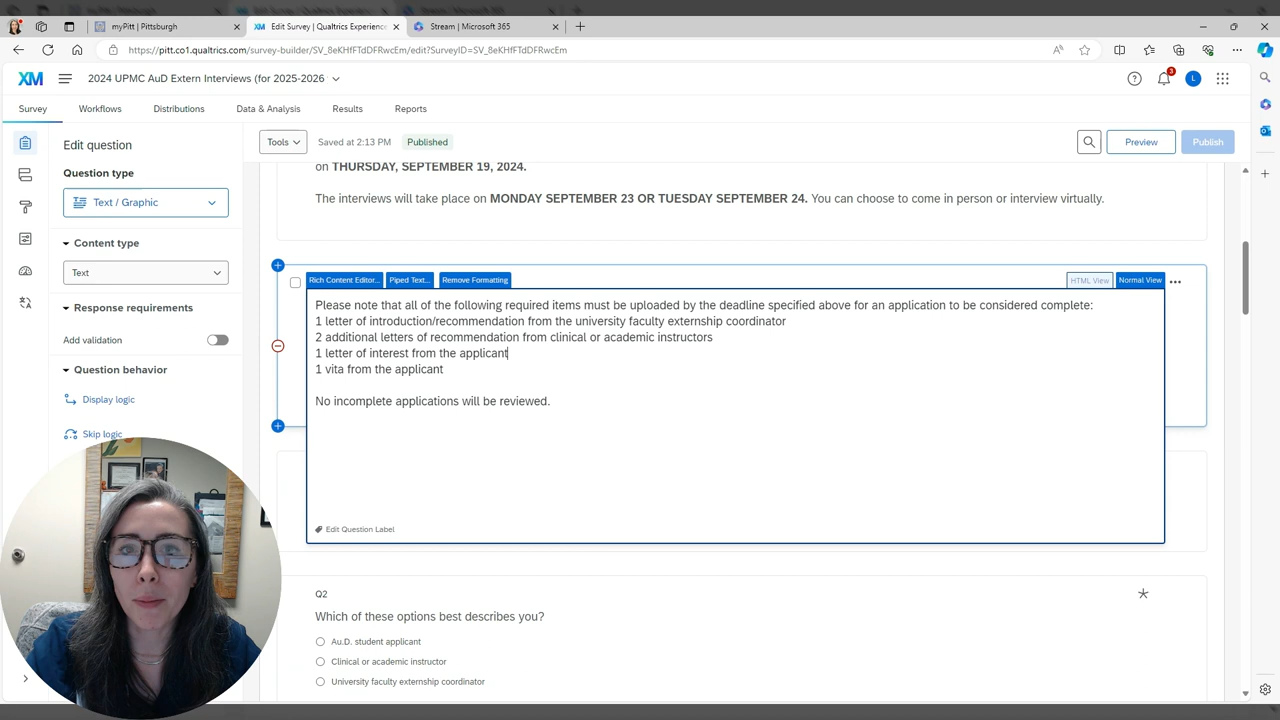 myPitt | Pittsburgh
XM Edit Survey | Qualtrics Experience
Stream | Microsoft 365
https://pitt.co1.qualtrics.com/survey-builder/SV_8eKHfFTdDFRwcEm/edit?SurveyID=SV_8eKHfFTdDFRwcEm
XM
2024 UPMC AuD Extern Interviews (for 2025-2026
3
L
Survey
Workflows
Distributions
Data & Analysis
Results
Reports
Edit question
Tools
Saved at 2:13 PM
Published
Preview
Publish
Question type
Text / Graphic
Content type
Text
Response requirements
Add validation
Question behavior
Display logic
Skip logic
on THURSDAY, SEPTEMBER 19, 2024.
The interviews will take place on MONDAY SEPTEMBER 23 OR TUESDAY SEPTEMBER 24. You can choose to come in person or interview virtually.
Rich Content Editor...
Piped Text...
Remove Formatting
HTML View
Normal View
Please note that all of the following required items must be uploaded by the deadline specified above for an application to be considered complete:
1 letter of introduction/recommendation from the university faculty externship coordinator
2 additional letters of recommendation from clinical or academic instructors
1 letter of interest from the applicant
1 vita from the applicant
No incomplete applications will be reviewed.
Edit Question Label
Q2
Which of these options best describes you?
Au.D. student applicant
Clinical or academic instructor
University faculty externship coordinator